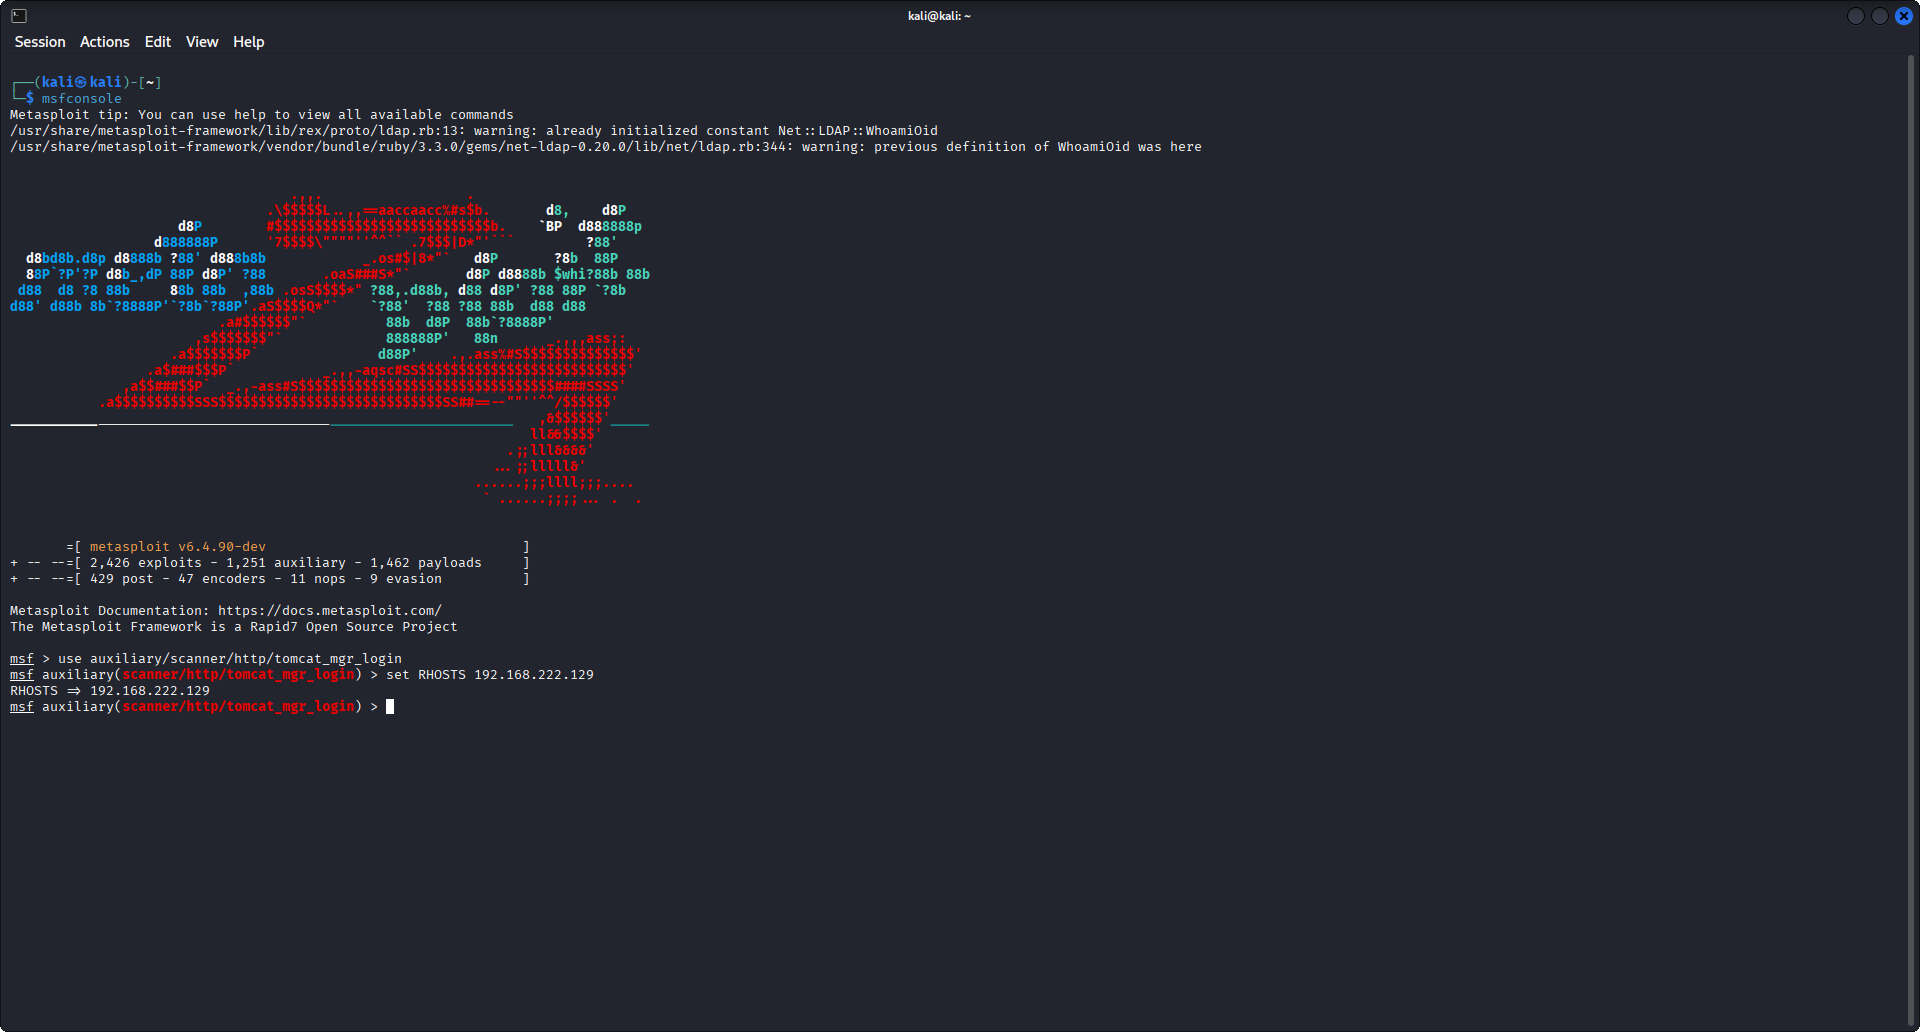 kali@kali: ~
Session Actions Edit View Help
┌──(kali㉿kali)-[~]
└─$ msfconsole
Metasploit tip: You can use help to view all available commands
/usr/share/metasploit-framework/lib/rex/proto/ldap.rb:13: warning: already initialized constant Net::LDAP::WhoamiOid
/usr/share/metasploit-framework/vendor/bundle/ruby/3.3.0/gems/net-ldap-0.20.0/lib/net/ldap.rb:344: warning: previous definition of WhoamiOid was here
=[ metasploit v6.4.90-dev ]
+ -- --=[ 2,426 exploits - 1,251 auxiliary - 1,462 payloads ]
+ -- --=[ 429 post - 47 encoders - 11 nops - 9 evasion ]
Metasploit Documentation: https://docs.metasploit.com/
The Metasploit Framework is a Rapid7 Open Source Project
msf > use auxiliary/scanner/http/tomcat_mgr_login
msf auxiliary(scanner/http/tomcat_mgr_login) > set RHOSTS 192.168.222.129
RHOSTS => 192.168.222.129
msf auxiliary(scanner/http/tomcat_mgr_login) >